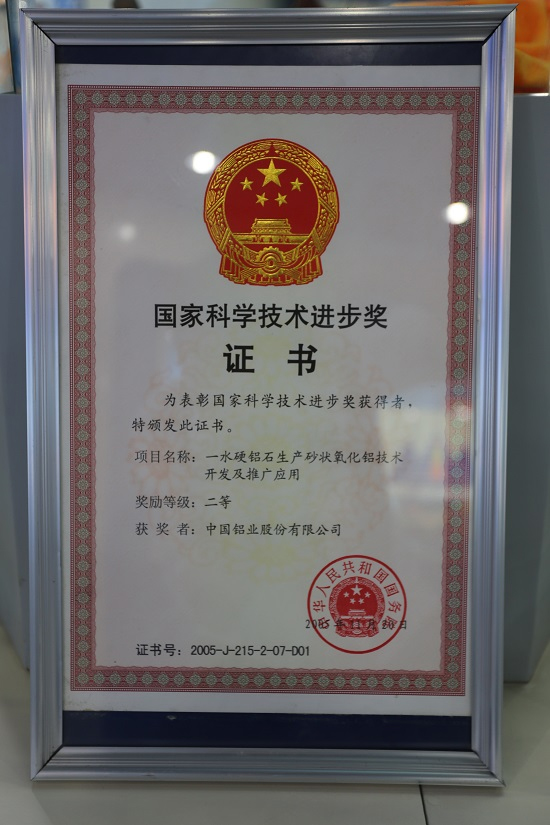 国家科学技术进步奖
证书
为表彰国家科学技术进步奖获得者，
特颁发此证书。
项目名称：一水硬铝石生产砂状氧化铝技术
开发及推广应用
奖励等级：二等
获奖者：中国铝业股份有限公司
中华人民共和国国务院
2005年11月20日
证书号：2005-J-215-2-07-D01